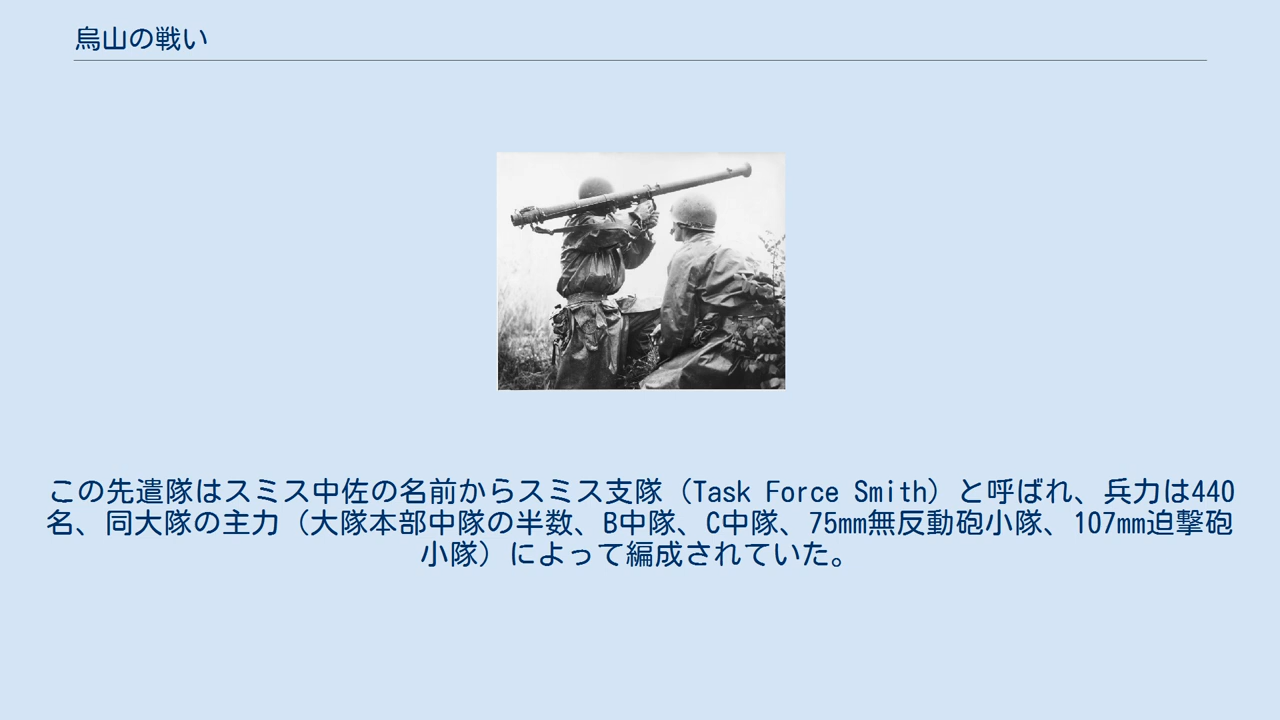 烏山の戦い
この先遣隊はスミス中佐の名前からスミス支隊（Task Force Smith）と呼ばれ、兵力は440
名、同大隊の主力（大隊本部中隊の半数、B中隊、C中隊、75mm無反動砲小隊、107mm迫撃砲
小隊）によって編成されていた。